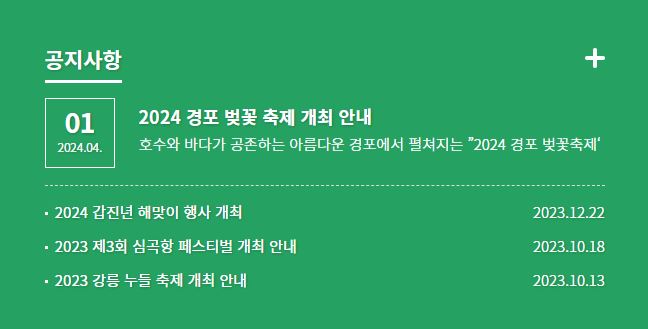 공지사항
01
2024.04.
2024 경포 벚꽃 축제 개최 안내
호수와 바다가 공존하는 아름다운 경포에서 펼쳐지는 ”2024 경포 벚꽃축제‘
2024 갑진년 해맞이 행사 개최 2023.12.22
2023 제3회 심곡항 페스티벌 개최 안내 2023.10.18
2023 강릉 누들 축제 개최 안내 2023.10.13